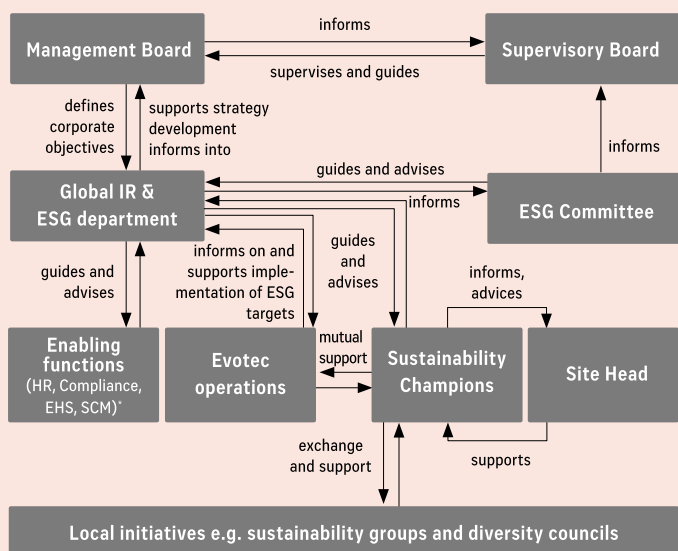 informs
Management Board
Supervisory Board
supervises and guides
defines
corporate
objectives
supports strategy
development
informs into
informs
guides and advises
Global IR &
ESG department
informs
ESG Committee
guides and
advises
informs on and
supports imple-
mentation of ESG
targets
guides
and
advises
informs,
advices
Enabling
functions
(HR, Compliance,
EHS, SCM)*
Evotec
operations
mutual
support
Sustainability
Champions
Site Head
exchange
and support
supports
Local initiatives e.g. sustainability groups and diversity councils